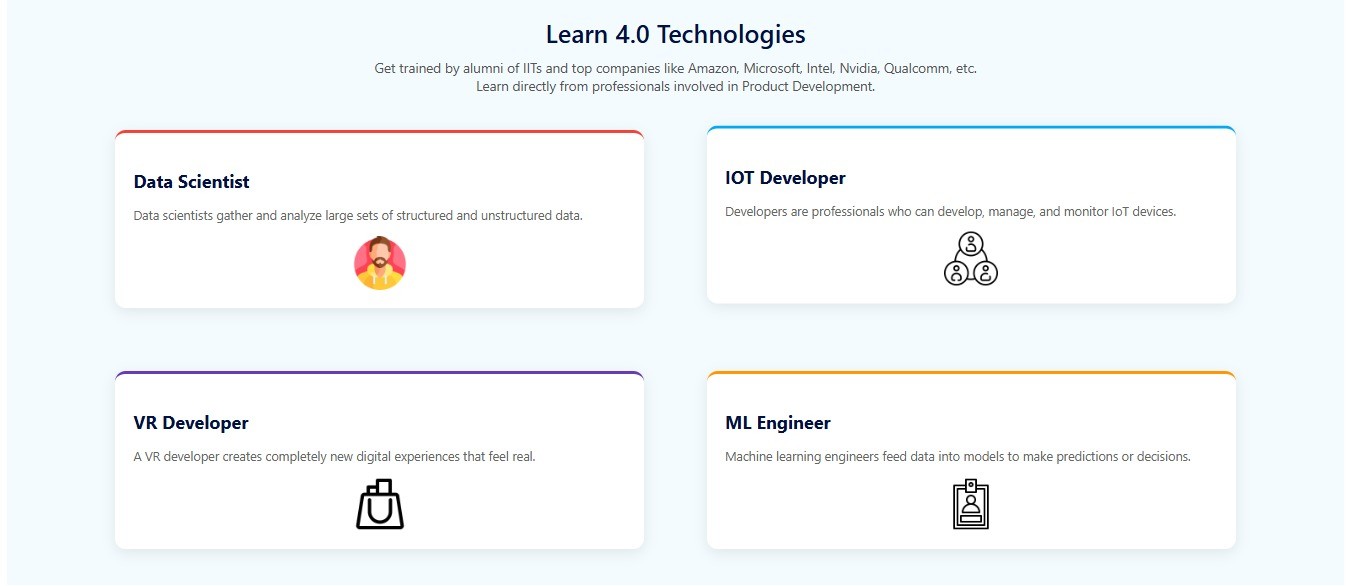 Learn 4.0 Technologies
Get trained by alumni of IITs and top companies like Amazon, Microsoft, Intel, Nvidia, Qualcomm, etc.
Learn directly from professionals involved in Product Development.
Data Scientist
Data scientists gather and analyze large sets of structured and unstructured data.
IOT Developer
Developers are professionals who can develop, manage, and monitor IoT devices.
VR Developer
A VR developer creates completely new digital experiences that feel real.
ML Engineer
Machine learning engineers feed data into models to make predictions or decisions.